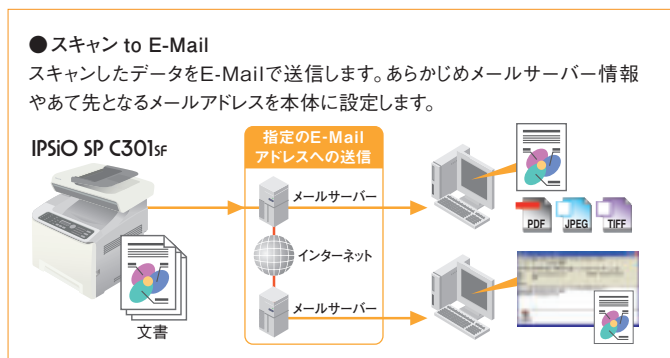 ●スキャン to E-Mail
スキャンしたデータをE-Mailで送信します。あらかじめメールサーバー情報
やあて先となるメールアドレスを本体に設定します。
IPSiO SP C301SF
指定のE-Mail
アドレスへの送信
メールサーバー
インターネット
メールサーバー
文書
PDF
JPEG
TIFF